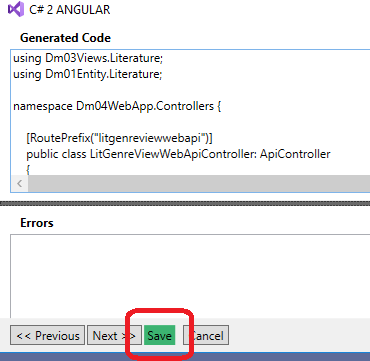 C# 2 ANGULAR
Generated Code
using Dm03Views.Literature;
using Dm01Entity.Literature;
namespace Dm04WebApp.Controllers {
[RoutePrefix("litgenreviewwebapi")]
public class LitGenreViewWebApiController: ApiController
{
Errors
<< Previous Next >> Save Cancel